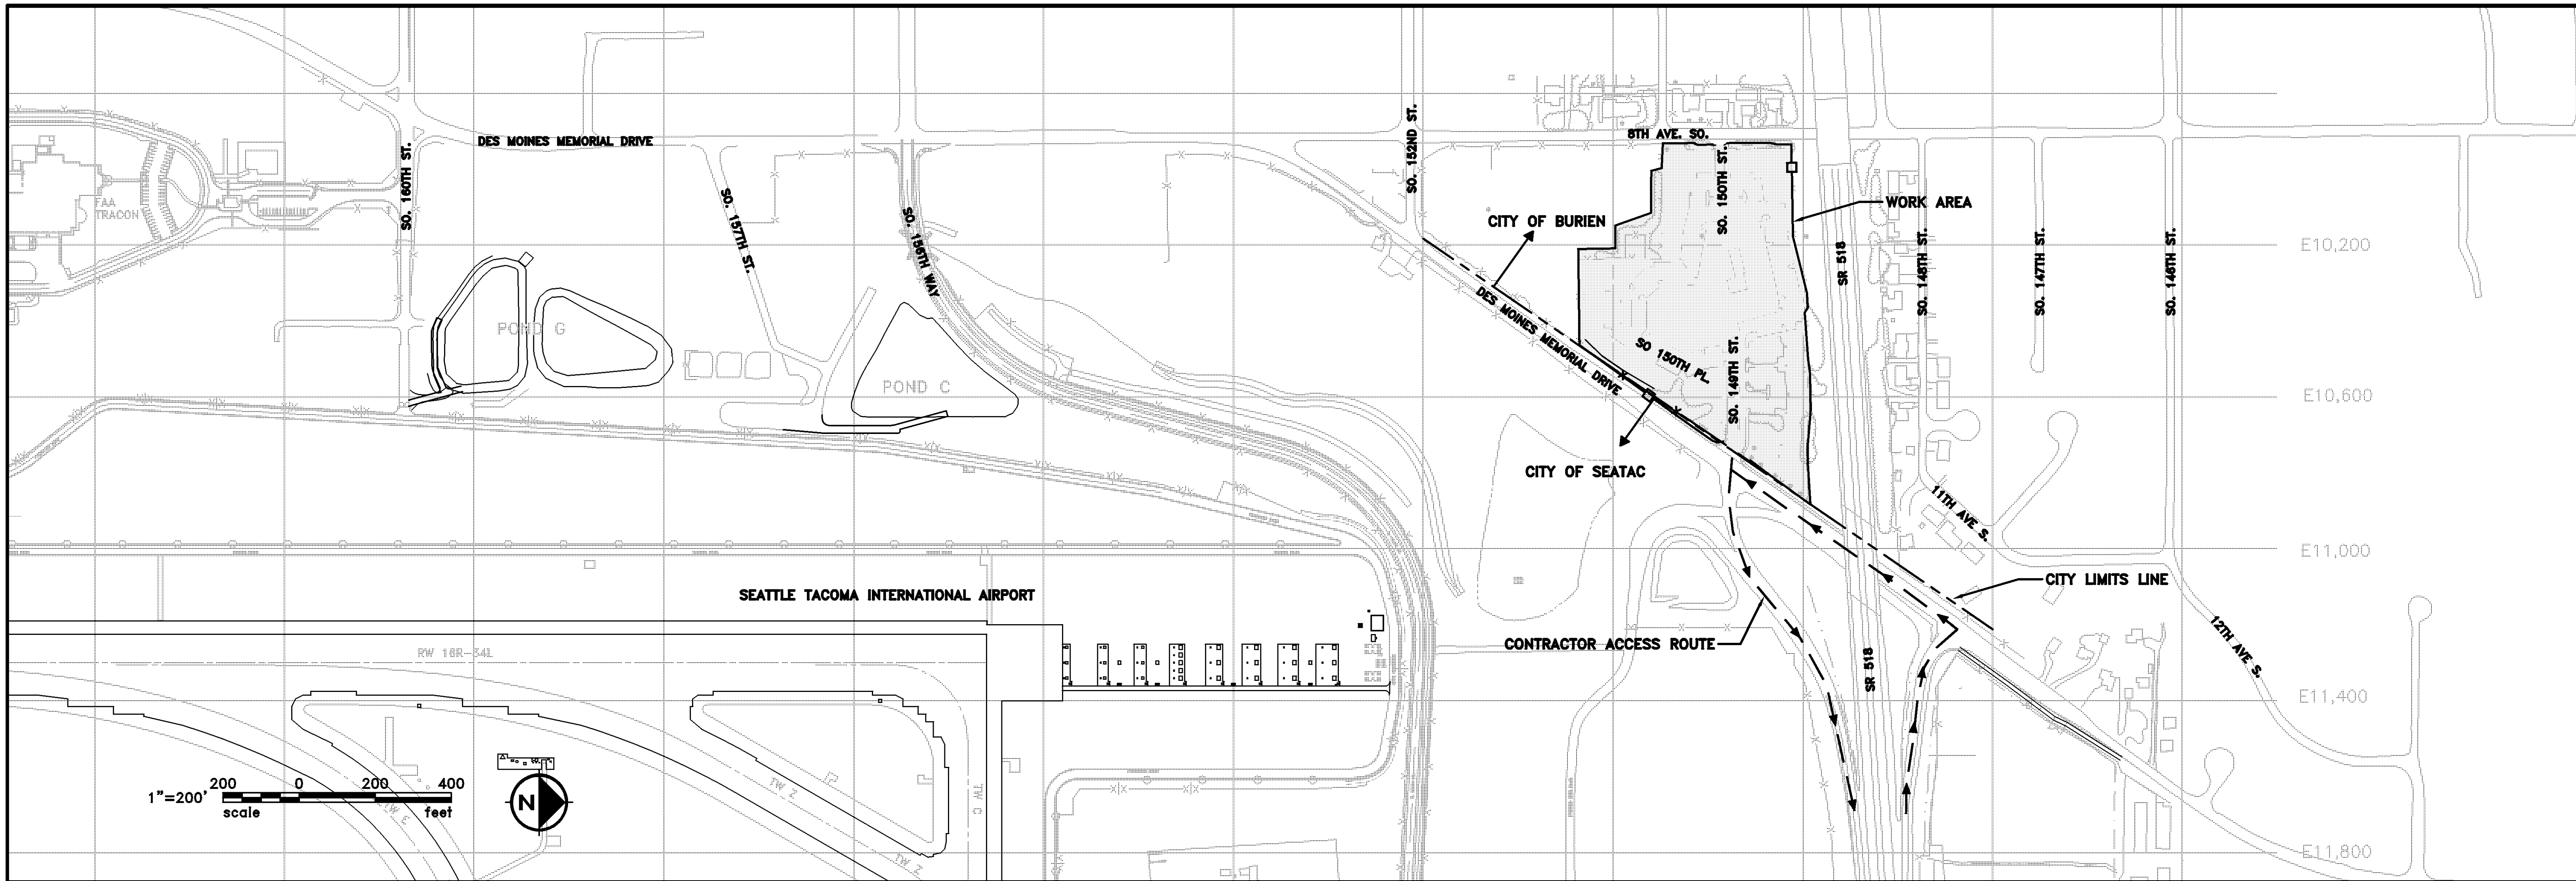 DES MOINES MEMORIAL DRIVE
8TH AVE. SO.
SO. 160TH ST.
SO. 152ND ST.
SO. 150TH ST.
FAA
TRACON
WORK AREA
CITY OF BURIEN
SO. 157TH ST.
SO. 156TH WAY
SR 518
SO. 148TH ST.
SO. 147TH ST.
SO. 146TH ST.
E10,200
DES MOINES MEMORIAL DRIVE
POND G
SO 150TH PL.
SO. 149TH ST.
POND C
E10,600
CITY OF SEATAC
11TH AVE S.
E11,000
CITY LIMITS LINE
SEATTLE TACOMA INTERNATIONAL AIRPORT
CONTRACTOR ACCESS ROUTE
12TH AVE S.
RW 16R-34L
SR 518
E11,400
TW Z
TW C
1"=200'
200 0 200 400
scale feet
N
TW E
TW Z
E11,800